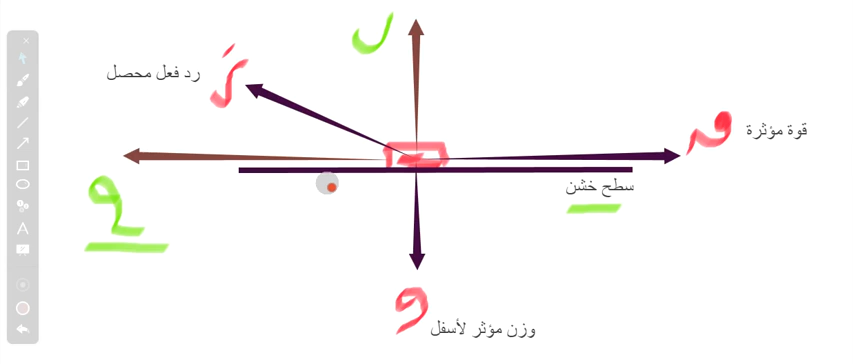 ل
رد فعل محصل
رَ
ق
قوة مؤثرة
سطح خشن
ح
و
وزن مؤثر لأسفل
A